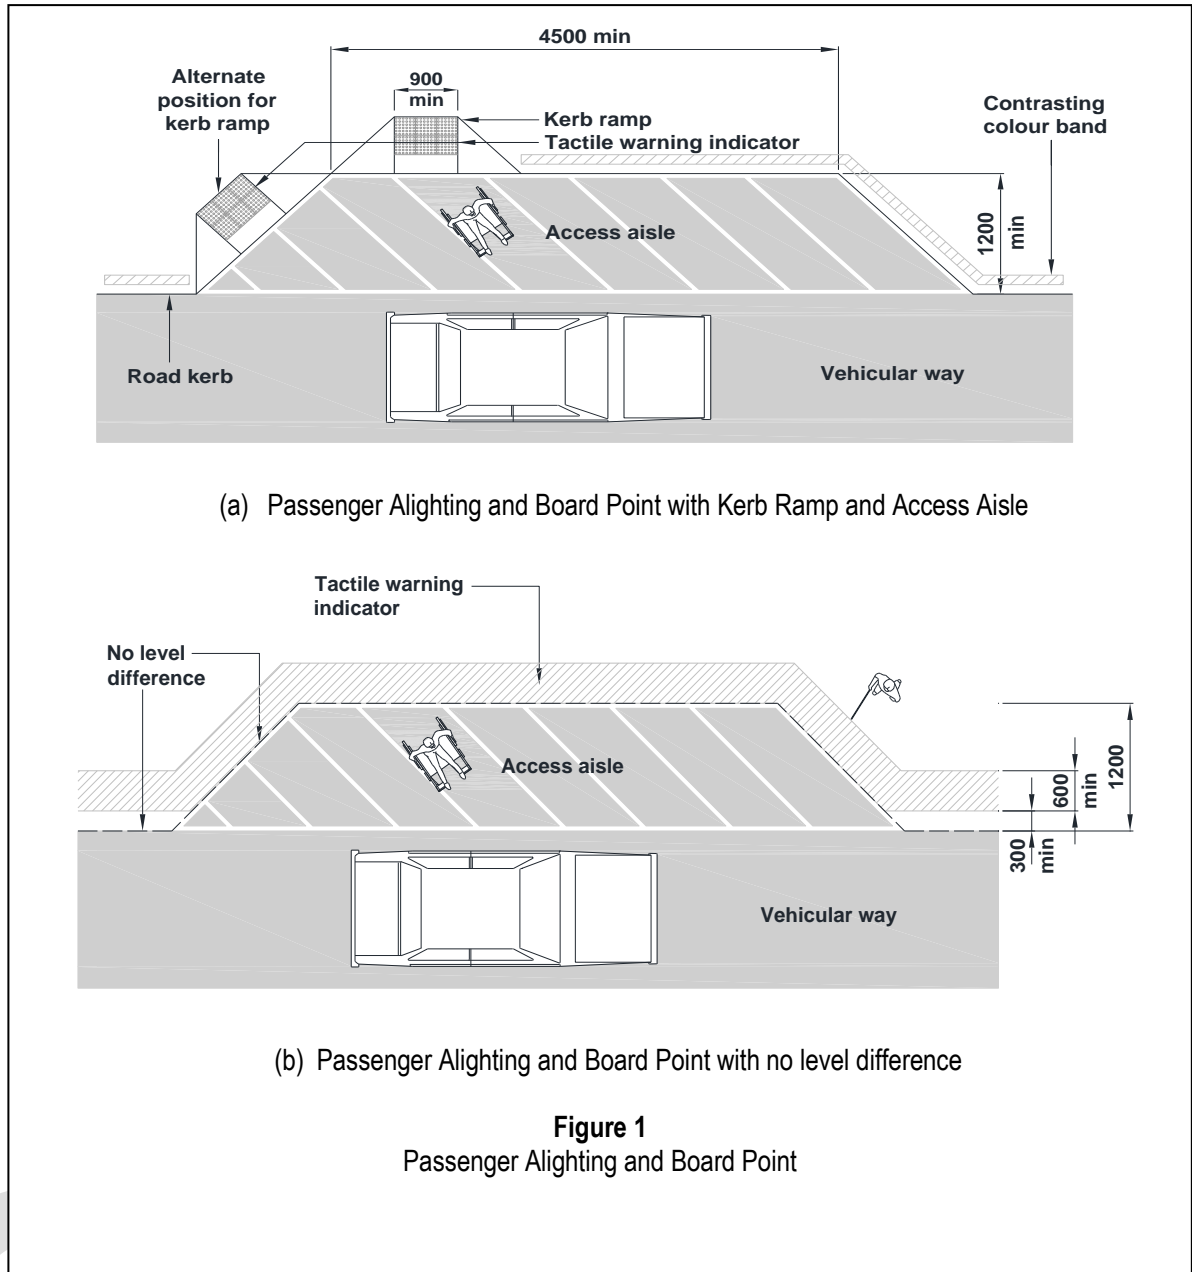 4500 min
Alternate
position for
kerb ramp
900
min
Kerb ramp
Tactile warning indicator
Contrasting
colour band
Access aisle
1200
min
Road kerb
Vehicular way
(a) Passenger Alighting and Board Point with Kerb Ramp and Access Aisle
Tactile warning
indicator
No level
difference
Access aisle
600
min
1200
300
min
Vehicular way
(b) Passenger Alighting and Board Point with no level difference
Figure 1
Passenger Alighting and Board Point